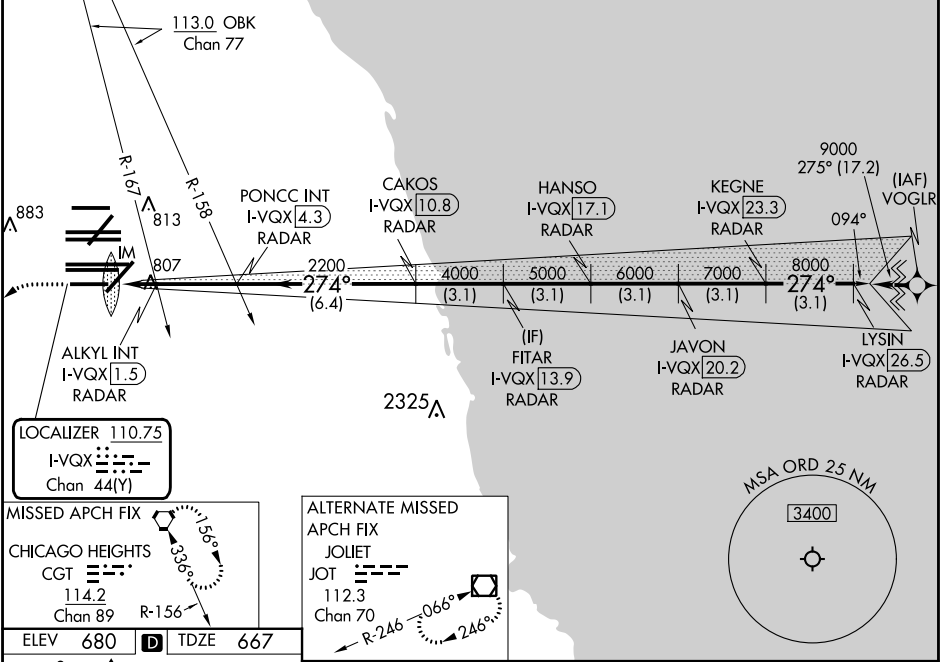 113.0 OBK
Chan 77
R-167
R-158
883
813
807
IM
PONCC INT
I-VQX 4.3
RADAR
CAKOS
I-VQX 10.8
RADAR
HANSO
I-VQX 17.1
RADAR
KEGNE
I-VQX 23.3
RADAR
9000
275° (17.2)
094°
(IAF)
VOGLR
2200
274°
(6.4)
4000
(3.1)
5000
(3.1)
6000
(3.1)
7000
(3.1)
8000
274°
(3.1)
ALKYL INT
I-VQX 1.5
RADAR
(IF)
FITAR
I-VQX 13.9
RADAR
JAVON
I-VQX 20.2
RADAR
LYSIN
I-VQX 26.5
RADAR
2325
LOCALIZER 110.75
I-VQX
Chan 44(Y)
MISSED APCH FIX
CHICAGO HEIGHTS
CGT
114.2
Chan 89
156°
336°
R-156
ALTERNATE MISSED
APCH FIX
JOLIET
JOT
112.3
Chan 70
R-246
066°
246°
MSA ORD 25 NM
3400
ELEV 680 D TDZE 667